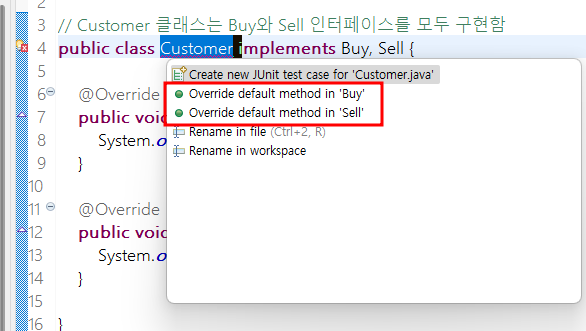 3
// Customer 클래스는 Buy와 Sell 인터페이스를 모두 구현함
4 public class Customer implements Buy, Sell {
5
Create new JUnit test case for 'Customer.java'
6 @Override
Override default method in 'Buy'
7 public void
Override default method in 'Sell'
8 System.o
Rename in file (Ctrl+2, R)
9 }
Rename in workspace
10
11 @Override
12 public void
13 System.o
14 }
15
16 }